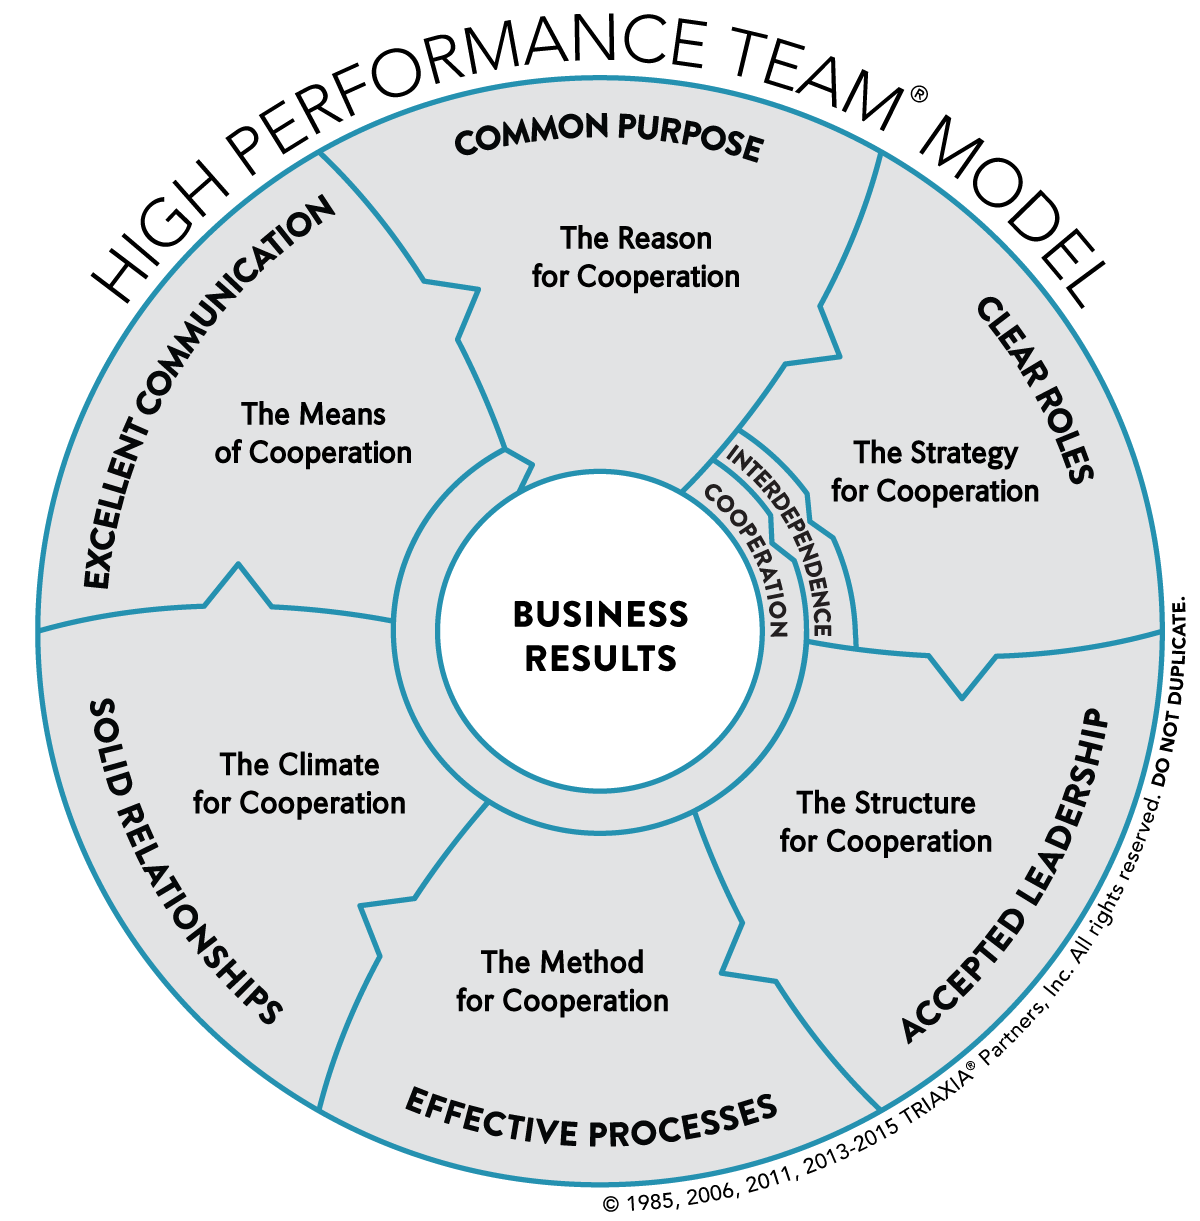 HIGH PERFORMANCE TEAM® MODEL
COMMON PURPOSE
The Reason
for Cooperation
CLEAR ROLES
The Strategy
for Cooperation
ACCEPTED LEADERSHIP
The Structure
for Cooperation
EFFECTIVE PROCESSES
The Method
for Cooperation
SOLID RELATIONSHIPS
The Climate
for Cooperation
EXCELLENT COMMUNICATION
The Means
of Cooperation
INTERDEPENDENCE
COOPERATION
BUSINESS
RESULTS
© 1985, 2006, 2011, 2013-2015 TRIAXIA® Partners, Inc. All rights reserved. DO NOT DUPLICATE.